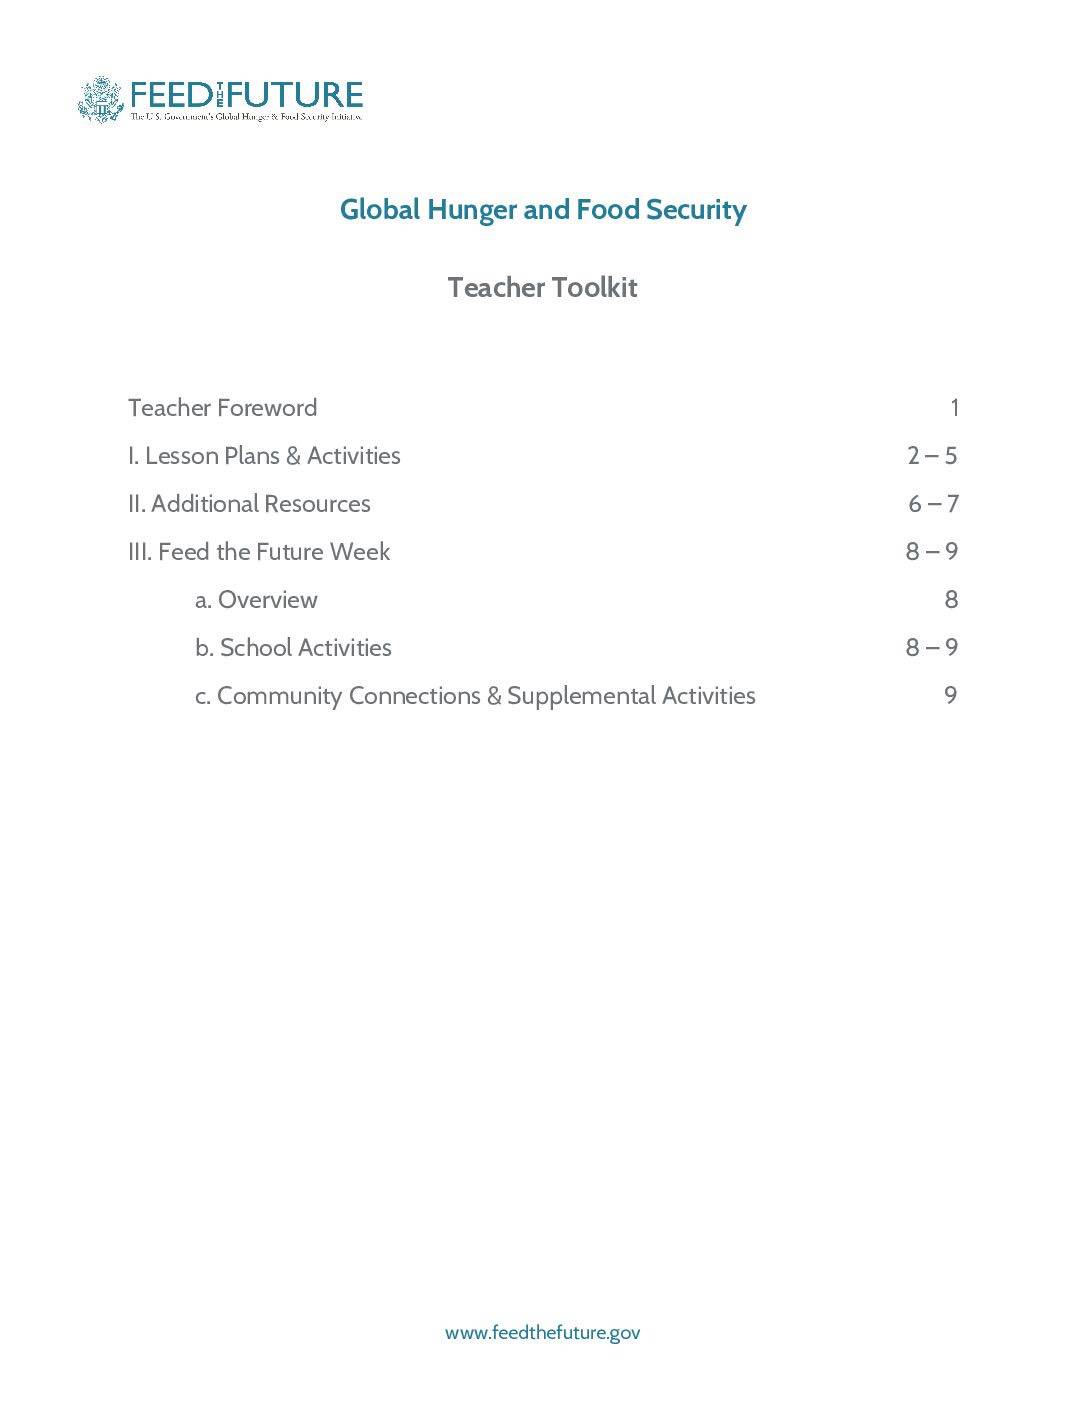 FEED THE FUTURE
The U.S. Government's Global Hunger & Food Security Initiative
Global Hunger and Food Security
Teacher Toolkit
Teacher Foreword 1
I. Lesson Plans & Activities 2 – 5
II. Additional Resources 6 – 7
III. Feed the Future Week 8 – 9
a. Overview 8
b. School Activities 8 – 9
c. Community Connections & Supplemental Activities 9
www.feedthefuture.gov